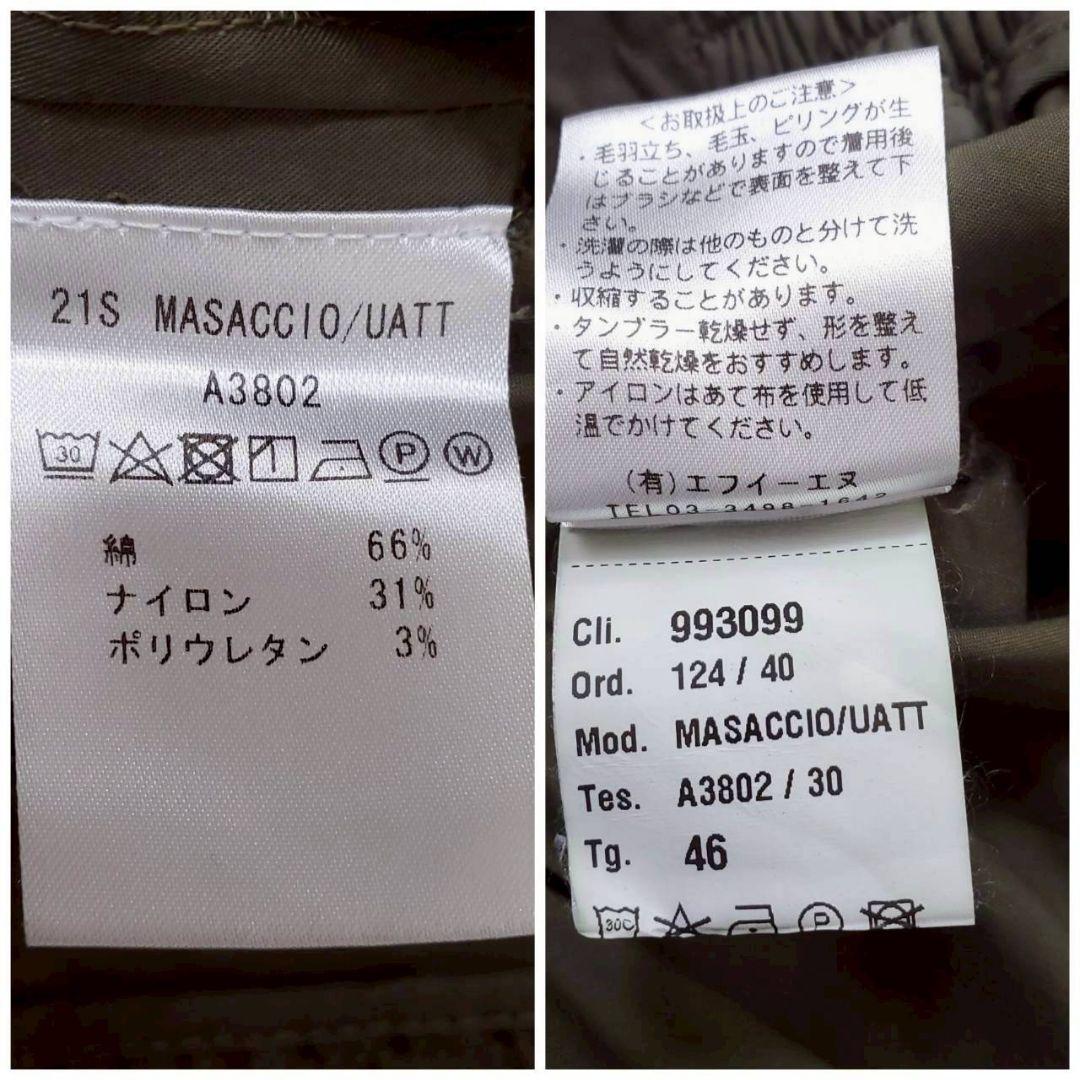 21S MASACCIO/UATT
A3802
30
P
W
綿 66%
ナイロン 31%
ポリウレタン 3%
＜お取扱上のご注意＞
・毛羽立ち、毛玉、ピリングが生
じることがありますので着用後
はブラシなどで表面を整えて下
さい。
・洗濯の際は他のものと分けて洗
うようにしてください。
・収縮することがあります。
・タンブラー乾燥せず、形を整え
て自然乾燥をおすすめします。
・アイロンはあて布を使用して低
温でかけてください。
(有)エフイーエヌ
TEL03-3498-1642
Cli. 993099
Ord. 124 / 40
Mod. MASACCIO/UATT
Tes. A3802 / 30
Tg. 46
30C
P